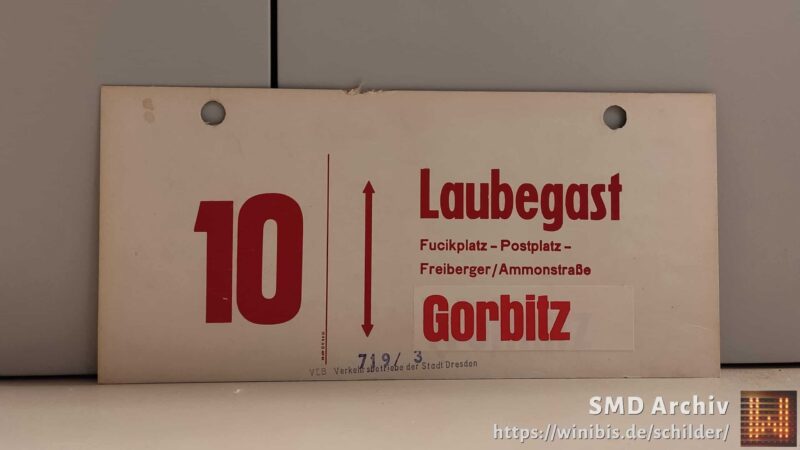 10
Laubegast
Fucikplatz – Postplatz –
Freiberger/Ammonstraße
Gorbitz
719/ 3
VEB Verkehrsbetriebe der Stadt Dresden
SMD Archiv
https://winibis.de/schilder/